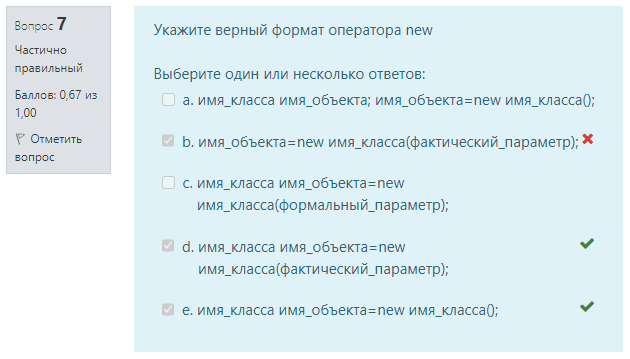 Вопрос 7
Частично
правильный
Баллов: 0,67 из
1,00
Отметить
вопрос
Укажите верный формат оператора new
Выберите один или несколько ответов:
a. имя_класса имя_объекта; имя_объекта=new имя_класса();
b. имя_объекта=new имя_класса(фактический_параметр);
c. имя_класса имя_объекта=new
имя_класса(формальный_параметр);
d. имя_класса имя_объекта=new
имя_класса(фактический_параметр);
e. имя_класса имя_объекта=new имя_класса();